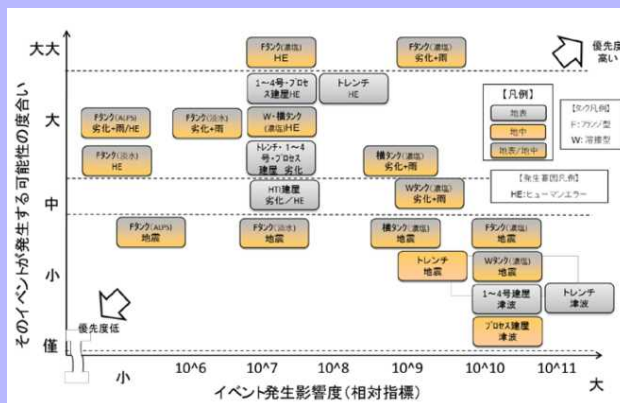 大大
Fタンク(濃塩)
HE
Fタンク(濃塩)
劣化+雨
優先度
高い
1～4号・プロセ
ス建屋HE
トレンチ
HE
【凡例】
地表
地中
地表/地中
【タンク凡例】
F:フランジ型
W:溶接型
大
Fタンク(ALPS)
劣化+雨/HE
Fタンク(淡水)
劣化+雨
W・横タンク
(濃塩)HE
Fタンク(淡水)
HE
トレンチ・1～4
号・プロセス
建屋 劣化
横タンク(濃塩)
劣化+雨
【発生要因凡例】
HE:ヒューマンエラー
中
HTI建屋
劣化/HE
Wタンク(濃塩)
劣化+雨
Fタンク(ALPS)
地震
Fタンク(淡水)
地震
横タンク(濃塩)
地震
Fタンク(濃塩)
地震
小
トレンチ
地震
Wタンク(濃塩)
地震
1～4号建屋
津波
トレンチ
津波
優先度低
プロセス建屋
津波
僅
そのイベントが発生する可能性の度合い
小
10^6
10^7
10^8
10^9
10^10
10^11
大
イベント発生影響度(相対指標)